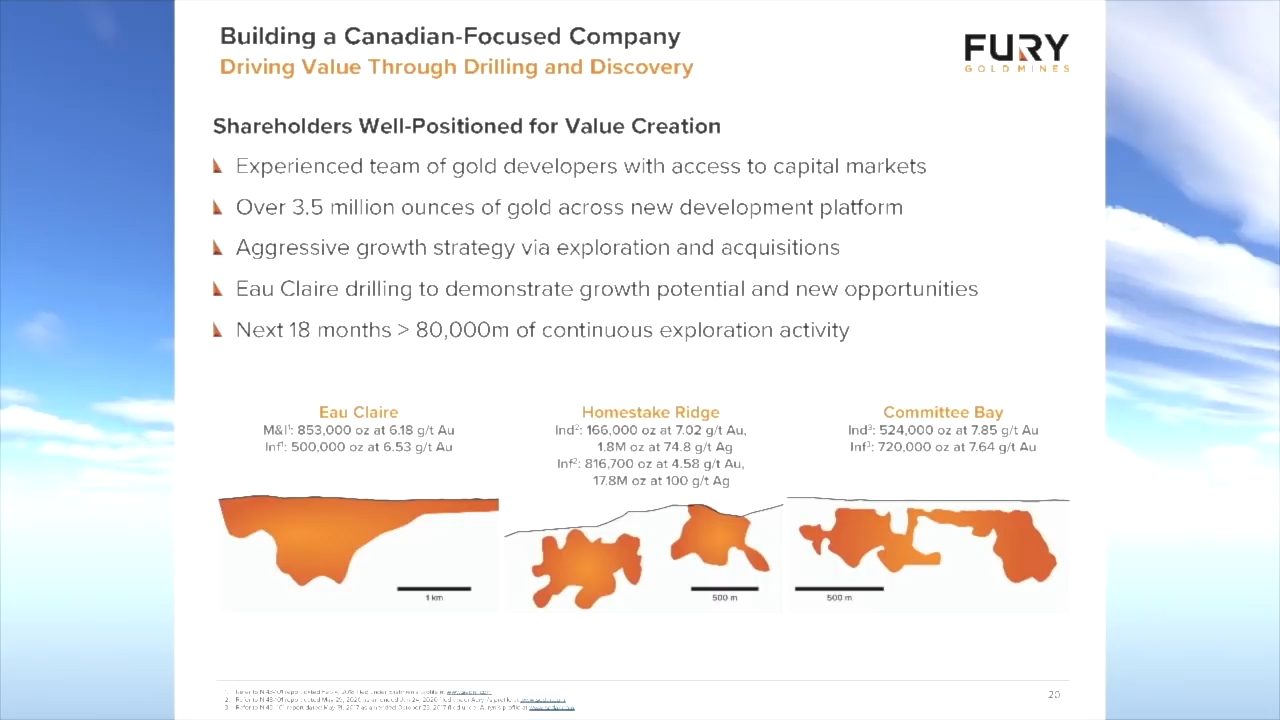 Building a Canadian-Focused Company
Driving Value Through Drilling and Discovery
FURY
GOLD MINES
Shareholders Well-Positioned for Value Creation
Experienced team of gold developers with access to capital markets
Over 3.5 million ounces of gold across new development platform
Aggressive growth strategy via exploration and acquisitions
Eau Claire drilling to demonstrate growth potential and new opportunities
Next 18 months > 80,000m of continuous exploration activity
Eau Claire
M&I¹: 853,000 oz at 6.18 g/t Au
Inf¹: 500,000 oz at 6.53 g/t Au
Homestake Ridge
Ind²: 166,000 oz at 7.02 g/t Au,
1.8M oz at 74.8 g/t Ag
Inf²: 816,700 oz at 4.58 g/t Au,
17.8M oz at 100 g/t Ag
Committee Bay
Ind³: 524,000 oz at 7.85 g/t Au
Inf³: 720,000 oz at 7.64 g/t Au
1 km
500 m
500 m
20